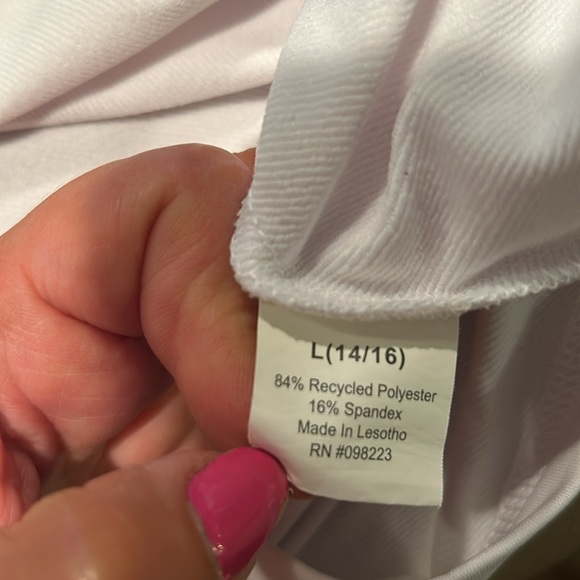 L(14/16)
84% Recycled Polyester
16% Spandex
Made In Lesotho
RN #098223